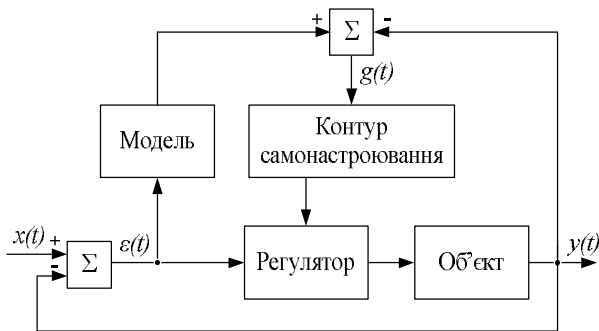 +
Σ
-
g(t)
Модель
Контур
самонастроювання
x(t)
+
-
Σ
ε(t)
Регулятор
Об'єкт
y(t)